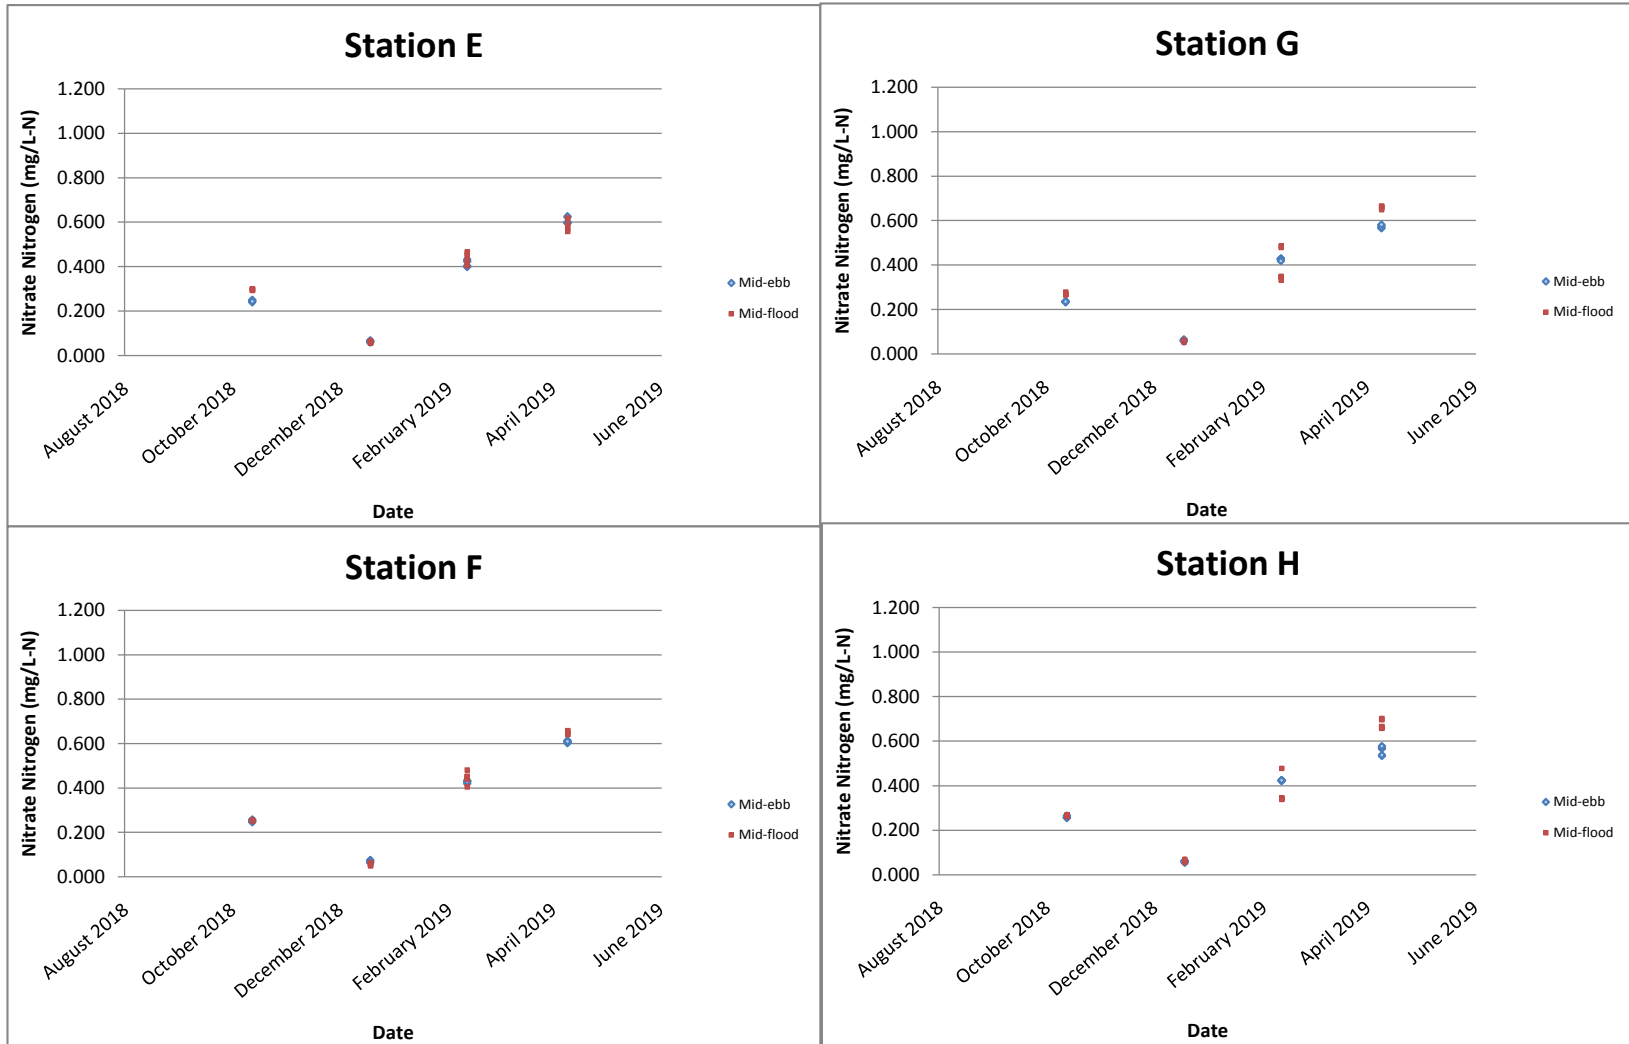 Station E
Nitrate Nitrogen (mg/L-N)
1.200
1.000
0.800
0.600
0.400
0.200
0.000
August 2018
October 2018
December 2018
February 2019
April 2019
June 2019
Date
Mid-ebb
Mid-flood
Station G
Nitrate Nitrogen (mg/L-N)
1.200
1.000
0.800
0.600
0.400
0.200
0.000
August 2018
October 2018
December 2018
February 2019
April 2019
June 2019
Date
Mid-ebb
Mid-flood
Station F
Nitrate Nitrogen (mg/L-N)
1.200
1.000
0.800
0.600
0.400
0.200
0.000
August 2018
October 2018
December 2018
February 2019
April 2019
June 2019
Date
Mid-ebb
Mid-flood
Station H
Nitrate Nitrogen (mg/L-N)
1.200
1.000
0.800
0.600
0.400
0.200
0.000
August 2018
October 2018
December 2018
February 2019
April 2019
June 2019
Date
Mid-ebb
Mid-flood